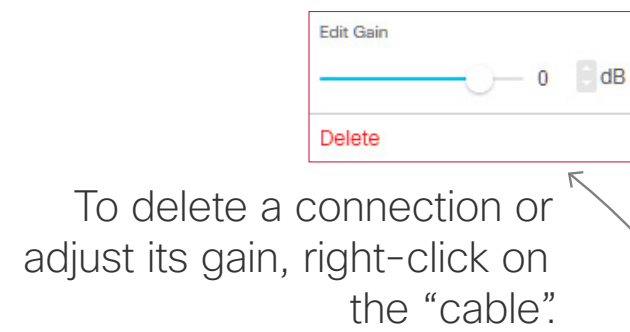 Edit Gain
0 dB
Delete
To delete a connection or
adjust its gain, right-click on
the “cable”.